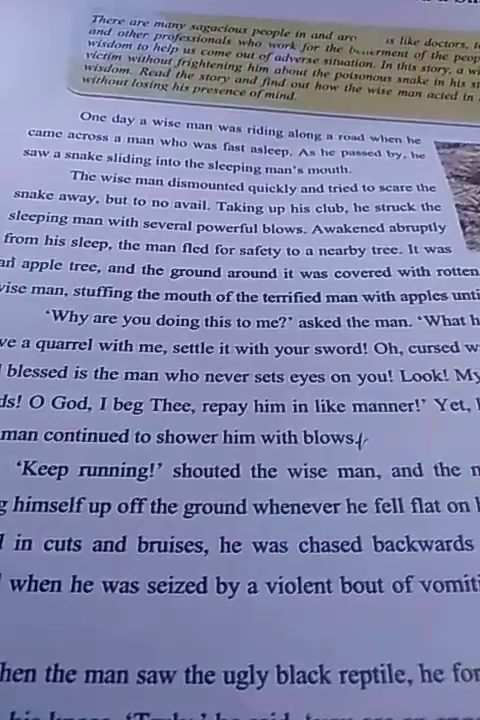 There are many sagacious people in and aro is like doctors,
and other professionals who work for the betterment of the peop
wisdom to help us come out of adverse situation. In this story, a wi
victim without frightening him about the poisonous snake in his st
wisdom. Read the story and find out how the wise man acted in
without losing his presence of mind.
One day a wise man was riding along a road when he
came across a man who was fast asleep. As he passed by, he
saw a snake sliding into the sleeping man's mouth.
The wise man dismounted quickly and tried to scare the
snake away, but to no avail. Taking up his club, he struck the
sleeping man with several powerful blows. Awakened abruptly
from his sleep, the man fled for safety to a nearby tree. It was
an apple tree, and the ground around it was covered with rotten
wise man, stuffing the mouth of the terrified man with apples unti
'Why are you doing this to me?' asked the man. 'What h
ve a quarrel with me, settle it with your sword! Oh, cursed w
blessed is the man who never sets eyes on you! Look! My
ds! O God, I beg Thee, repay him in like manner!' Yet,
man continued to shower him with blows.
'Keep running!' shouted the wise man, and the n
g himself up off the ground whenever he fell flat on
in cuts and bruises, he was chased backwards
when he was seized by a violent bout of vomiti
hen the man saw the ugly black reptile, he for